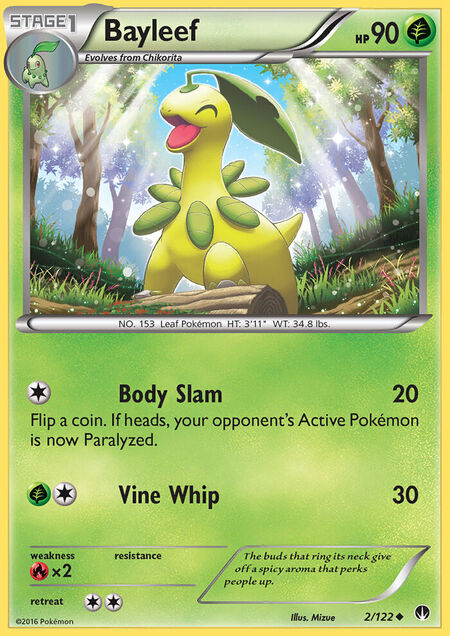 STAGE1
Bayleef
HP90
Evolves from Chikorita
NO. 153 Leaf Pokémon HT: 3'11" WT: 34.8 lbs.
Body Slam 20
Flip a coin. If heads, your opponent's Active Pokémon
is now Paralyzed.
Vine Whip 30
weakness resistance
×2
The buds that ring its neck give
off a spicy aroma that perks
people up.
retreat
©2016 Pokémon
Illus. Mizue
2/122